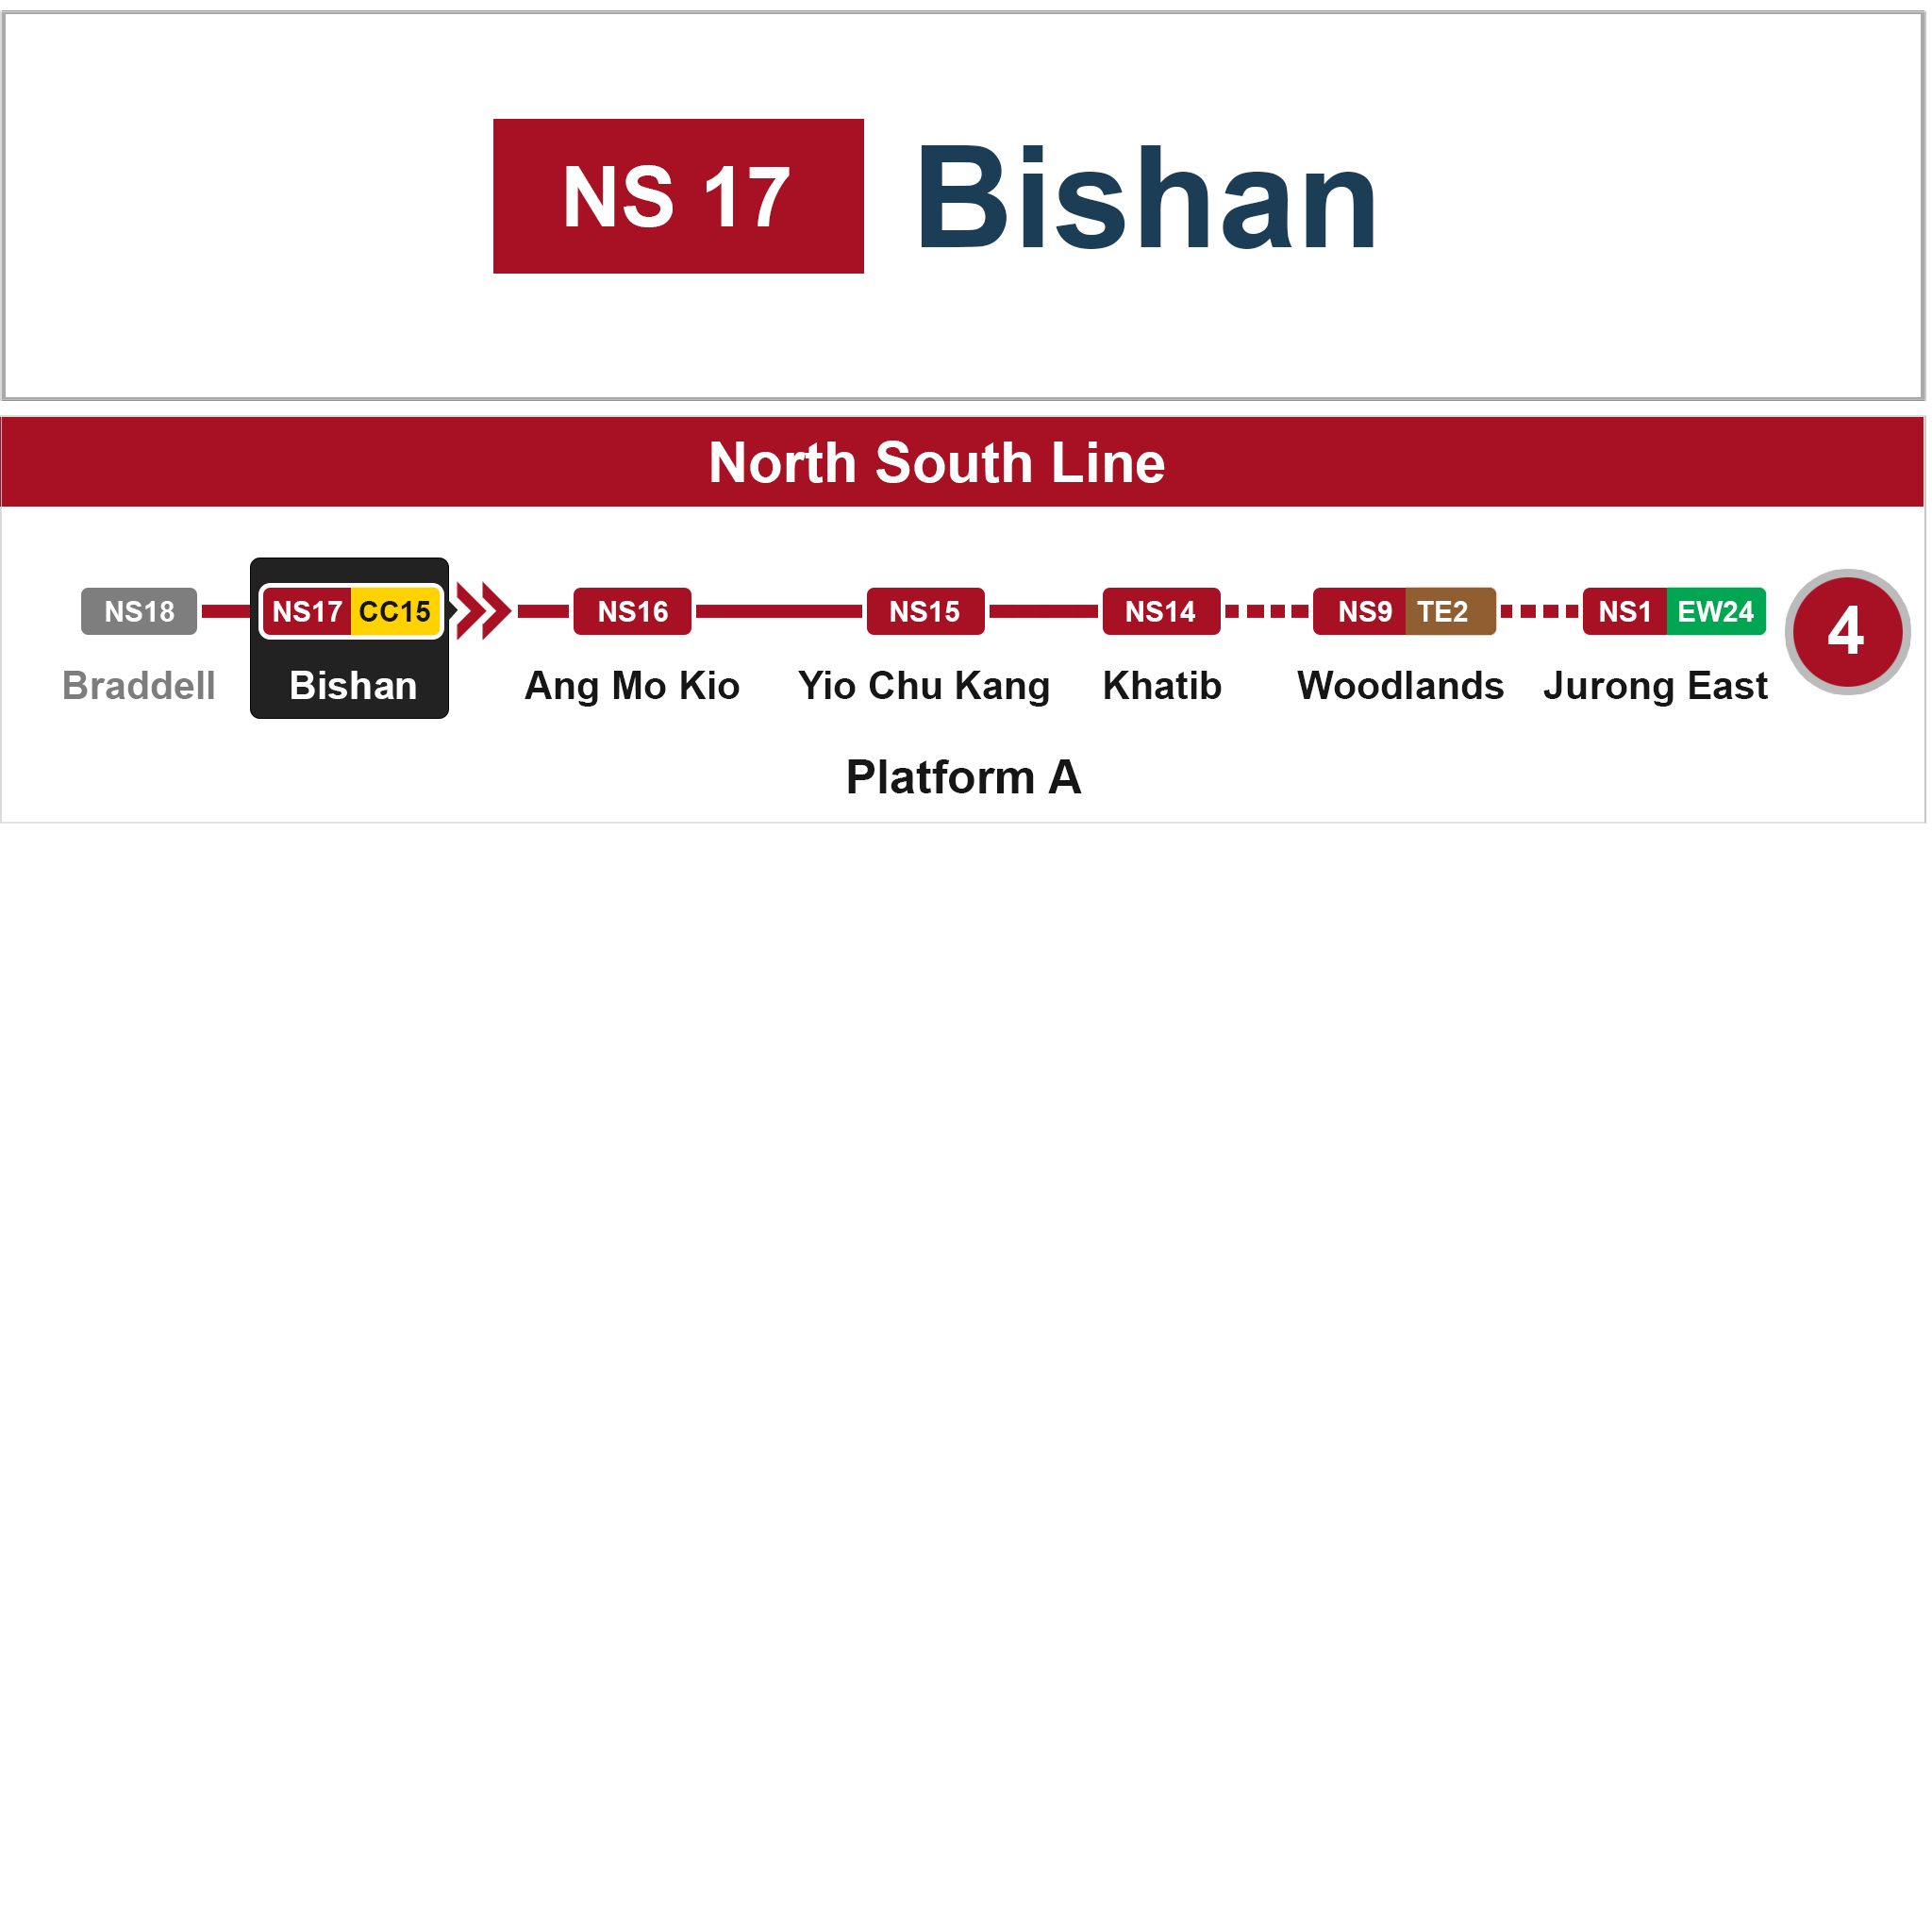 NS 17 Bishan
North South Line
NS18 NS17 CC15 NS16 NS15 NS14 NS9 TE2 NS1 EW24 4
Braddell Bishan Ang Mo Kio Yio Chu Kang Khatib Woodlands Jurong East
Platform A